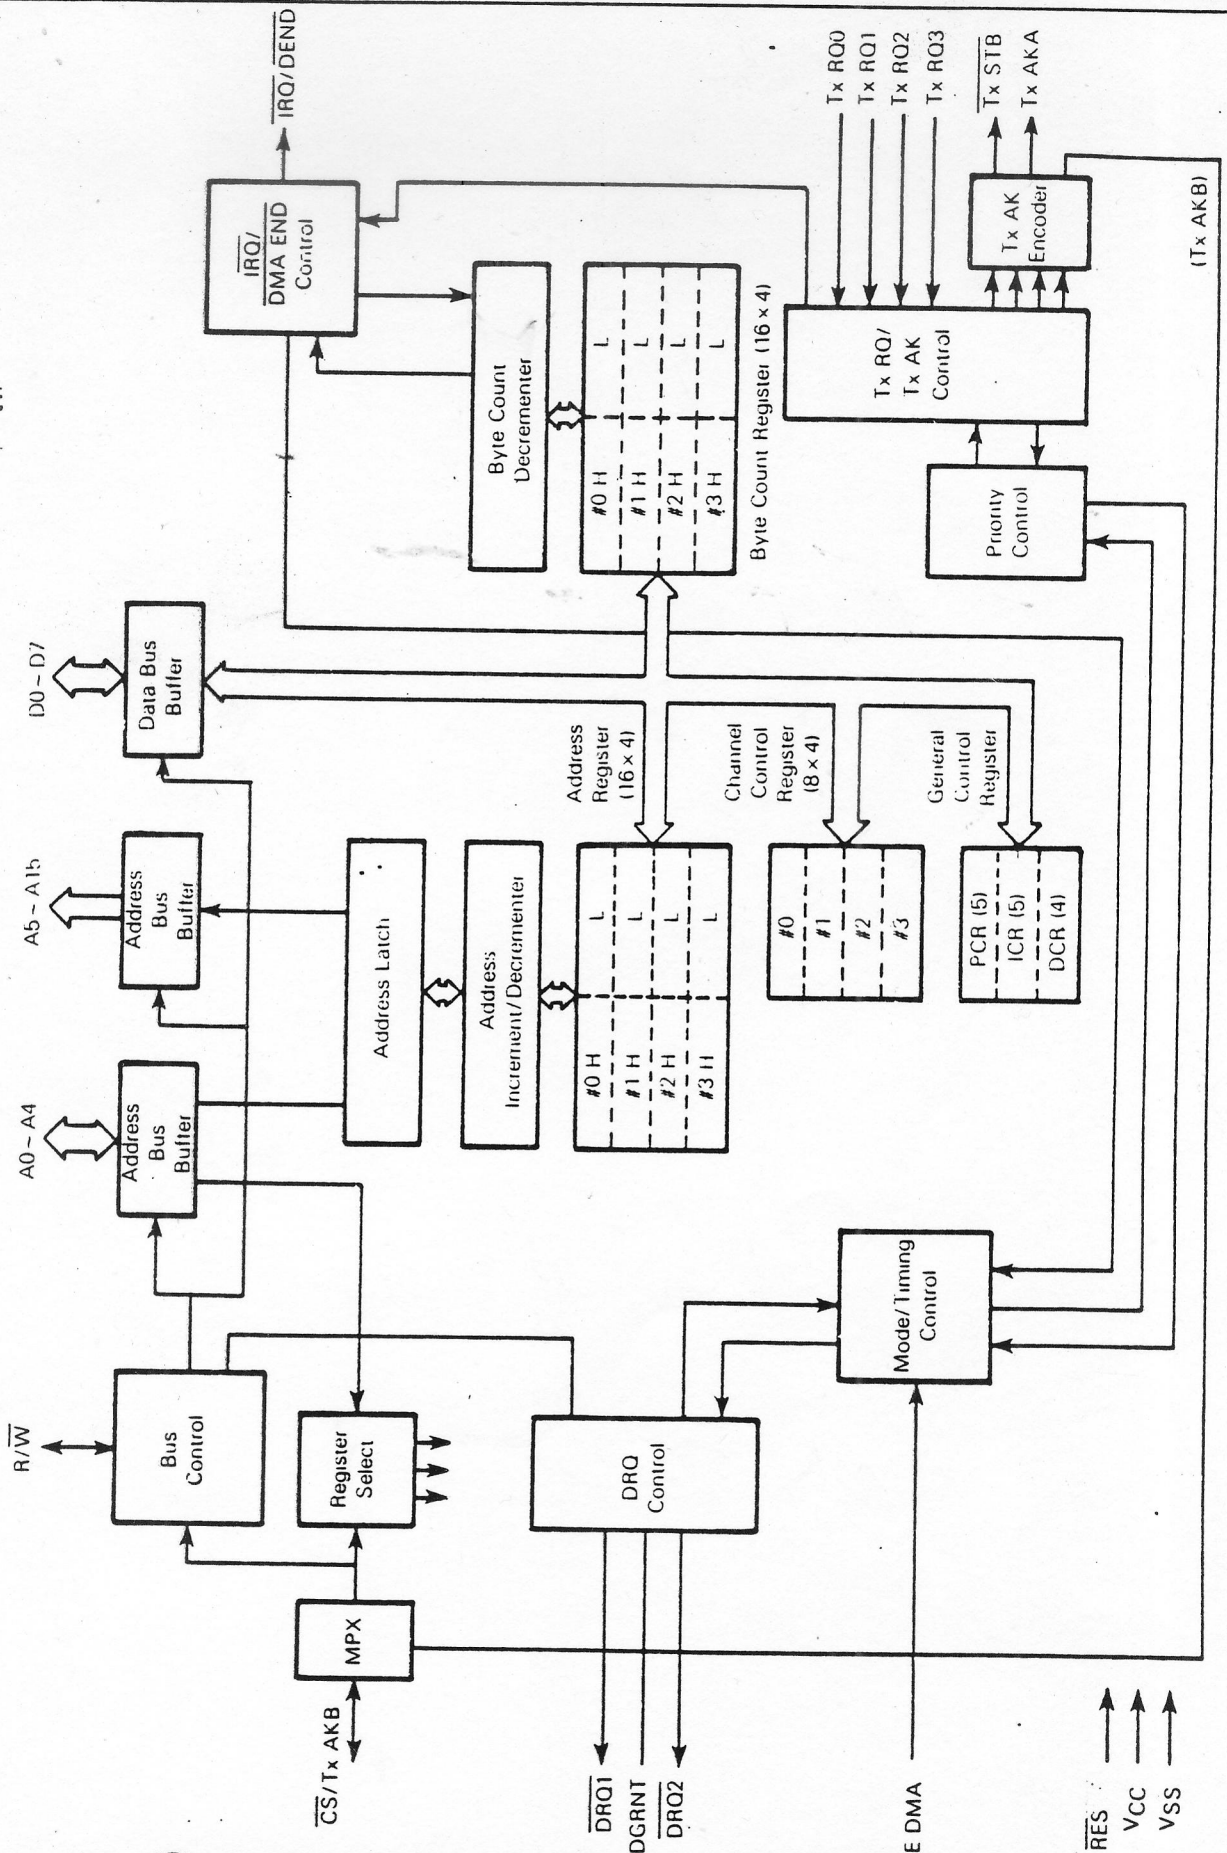 R/W
A0 ~ A4
A5 ~ A15
D0 ~ D7
IRQ/DEND
Bus
Control
Address
Bus
Buffer
Address
Bus
Buffer
Data Bus
Buffer
IRQ/
DMA END
Control
CS/Tx AKB
MPX
Register
Select
Address Latch
Address
Increment/Decrementer
Byte Count
Decrementer
#0 H L
#1 H L
#2 H L
#3 H L
Address
Register
(16 × 4)
#0 H L
#1 H L
#2 H L
#3 H L
Byte Count Register (16 × 4)
DRQ1
DGRNT
DRQ2
DRQ
Control
#0
#1
#2
#3
Channel
Control
Register
(8 × 4)
Tx RQ0
Tx RQ1
Tx RQ2
Tx RQ3
Tx RQ/
Tx AK
Control
E DMA
Mode/Timing
Control
PCR (5)
ICR (5)
DCR (4)
General
Control
Register
Priority
Control
Tx AK
Encoder
Tx STB
Tx AKA
(Tx AKB)
RES
VCC
VSS